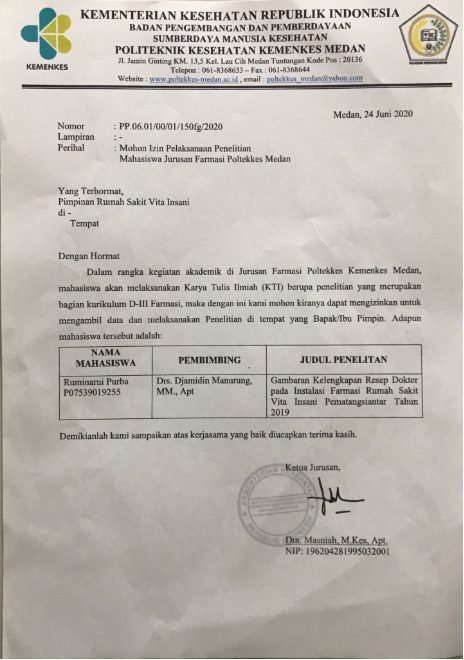 KEMENTERIAN KESEHATAN REPUBLIK INDONESIA
BADAN PENGEMBANGAN DAN PEMBERDAYAAN
SUMBERDAYA MANUSIA KESEHATAN
POLITEKNIK KESEHATAN KEMENKES MEDAN
Jl. Jamin Ginting KM. 13,5 Kel. Lau Cih Medan Tuntungan Kode Pos : 20136
Telepon : 061-8368633 – Fax : 061-8368644
Website : www.poltekkes-medan.ac.id , email : poltekkes_medan@yahoo.com
KEMENKES
Medan, 24 Juni 2020
Nomor : PP.06.01/00/01/150fg/2020
Lampiran : -
Perihal : Mohon Izin Pelaksanaan Penelitian
Mahasiswa Jurusan Farmasi Poltekkes Medan
Yang Terhormat,
Pimpinan Rumah Sakit Vita Insani
di -
Tempat
Dengan Hormat
Dalam rangka kegiatan akademik di Jurusan Farmasi Poltekkes Kemenkes Medan,
mahasiswa akan melaksanakan Karya Tulis Ilmiah (KTI) berupa penelitian yang merupakan
bagian kurikulum D-III Farmasi, maka dengan ini kami mohon kiranya dapat mengizinkan untuk
mengambil data dan melaksanakan Penelitian di tempat yang Bapak/Ibu Pimpin. Adapun
mahasiswa tersebut adalah:
NAMA MAHASISWA
PEMBIMBING
JUDUL PENELITAN
Ruminarni Purba
P07539019255
Drs. Djamidin Manurung,
MM., Apt
Gambaran Kelengkapan Resep Dokter
pada Instalasi Farmasi Rumah Sakit
Vita Insani Pematangsiantar Tahun
2019
Demikianlah kami sampaikan atas kerjasama yang baik diucapkan terima kasih.
Ketua Jurusan,
Dra. Masniah, M.Kes, Apt.
NIP: 196204281995032001